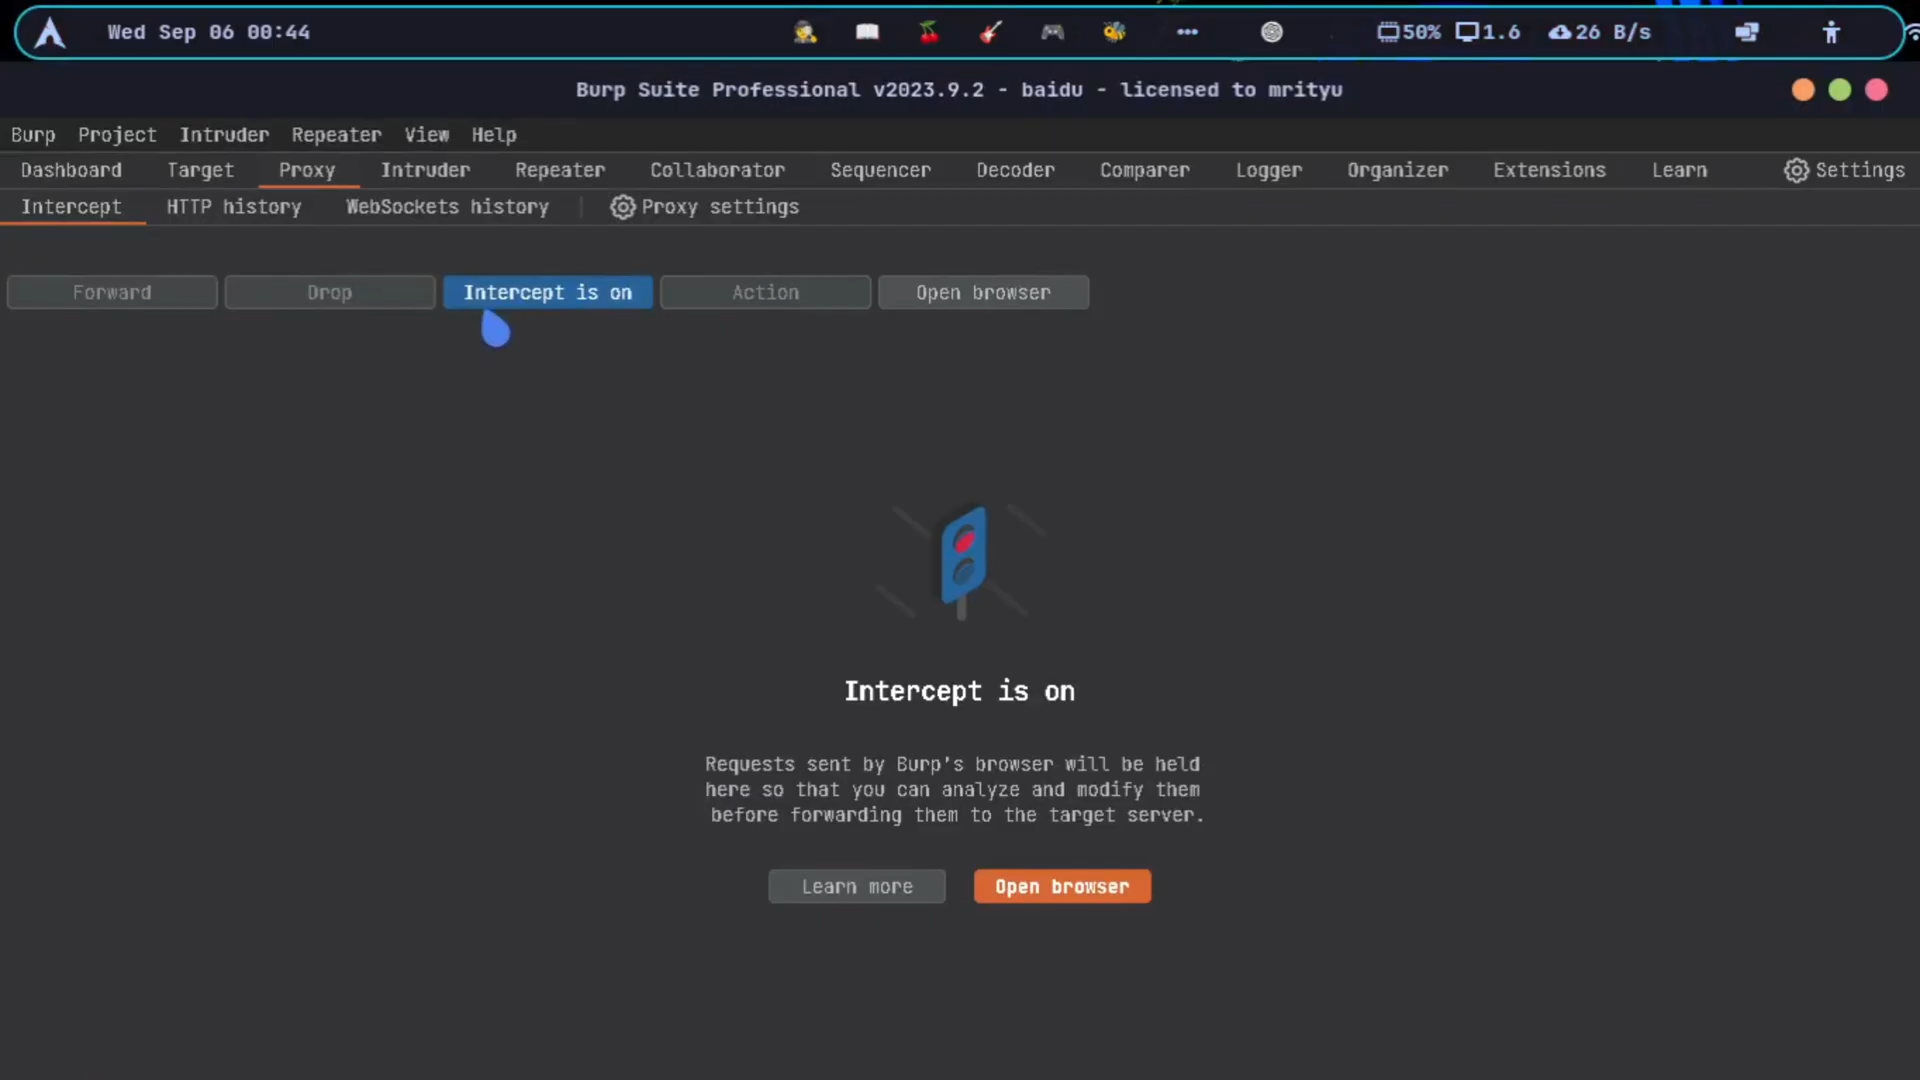 Wed Sep 06 00:44 50% 1.6 26 B/s
Burp Suite Professional v2023.9.2 - baidu - licensed to mrityu
Burp Project Intruder Repeater View Help
Dashboard Target Proxy Intruder Repeater Collaborator Sequencer Decoder Comparer Logger Organizer Extensions Learn Settings
Intercept HTTP history WebSockets history Proxy settings
Forward Drop Intercept is on Action Open browser
Intercept is on
Requests sent by Burp's browser will be held
here so that you can analyze and modify them
before forwarding them to the target server.
Learn more Open browser